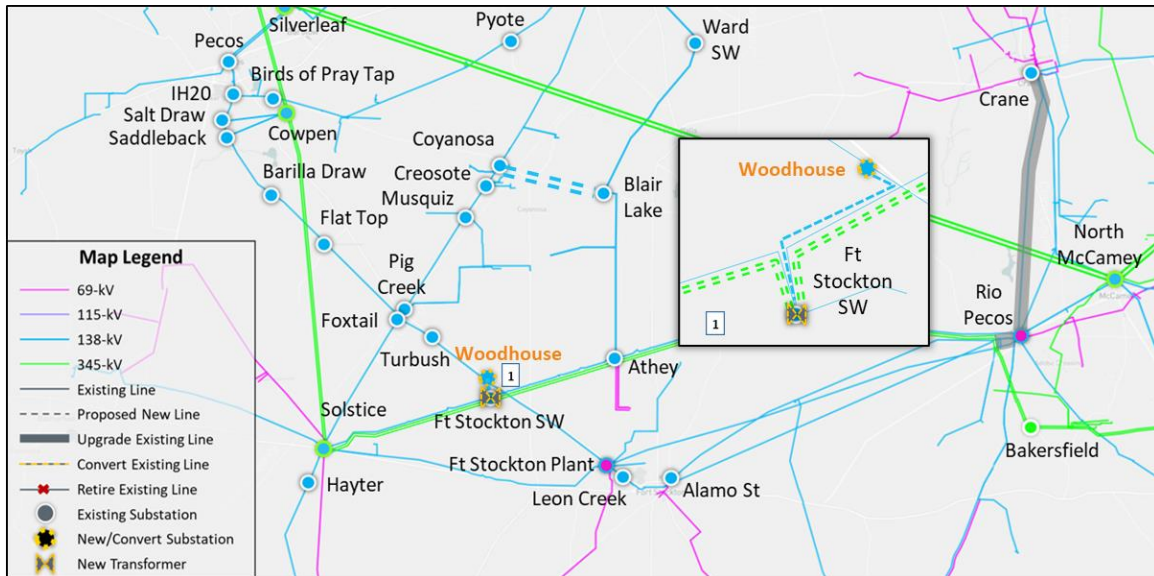 Silverleaf
Pyote
Ward
SW
Pecos
Birds of Pray Tap
IH20
Salt Draw
Saddleback
Cowpen
Crane
Coyanosa
Creosote
Musquiz
Barilla Draw
Blair
Lake
Flat Top
Woodhouse
Ft
Stockton
SW
1
North
McCamey
McCamey
Rio
Pecos
Pig
Creek
Foxtail
Turbush
Woodhouse
1
Athey
Solstice
Ft Stockton SW
Bakersfield
Ft Stockton Plant
Hayter
Leon Creek
Alamo St
Map Legend
69-kV
115-kV
138-kV
345-kV
Existing Line
Proposed New Line
Upgrade Existing Line
Convert Existing Line
Retire Existing Line
Existing Substation
New/Convert Substation
New Transformer